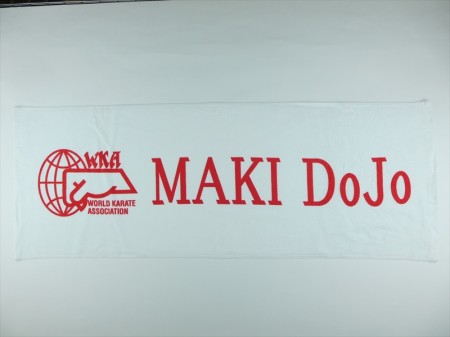 WKA
WORLD KARATE
ASSOCIATION
MAKI DoJo